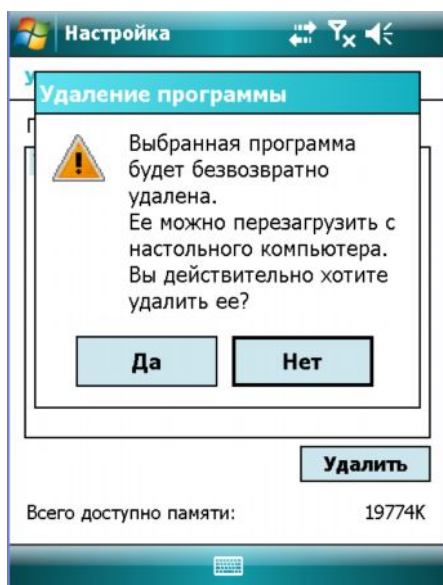 Настройка
У
Удаление программы
П
Выбранная программа
будет безвозвратно
удалена.
Ее можно перезагрузить с
настольного компьютера.
Вы действительно хотите
удалить ее?
Да
Нет
Удалить
Всего доступно памяти: 19774K